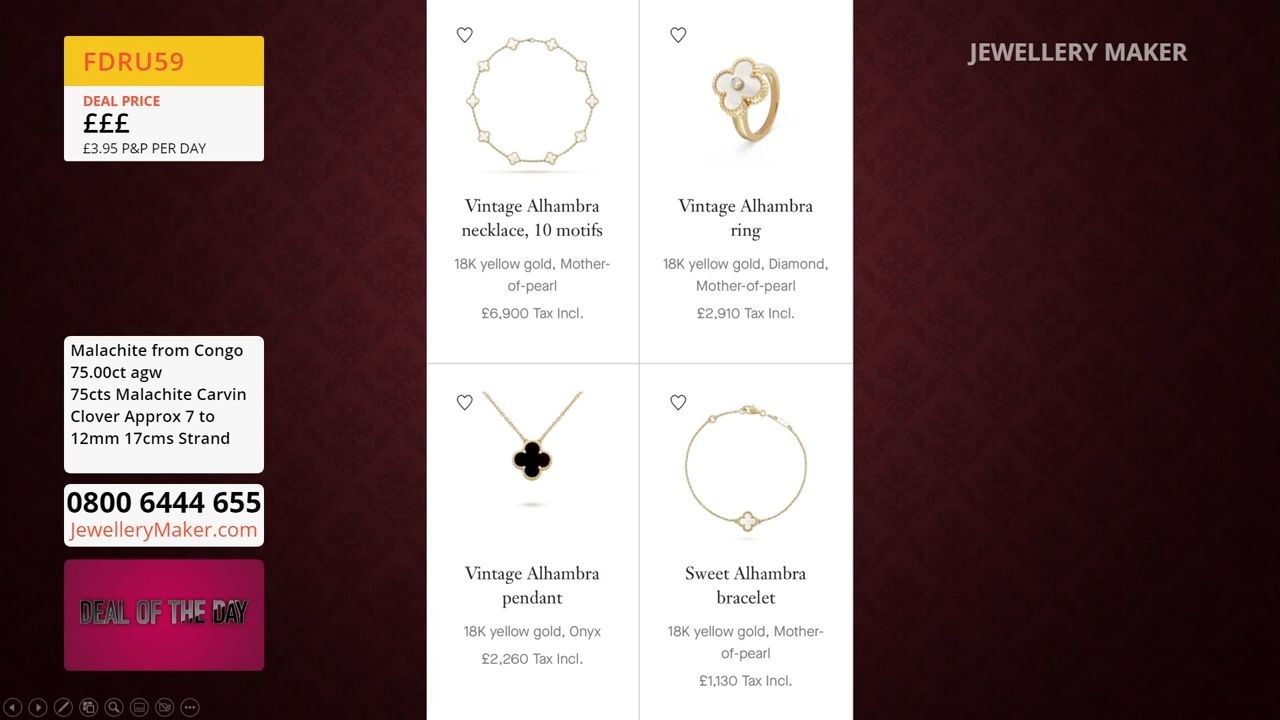 FDRU59
DEAL PRICE
£££
£3.95 P&P PER DAY
Malachite from Congo
75.00ct agw
75cts Malachite Carvin
Clover Approx 7 to
12mm 17cms Strand
0800 6444 655
JewelleryMaker.com
DEAL OF THE DAY
Vintage Alhambra
necklace, 10 motifs
18K yellow gold, Mother-
of-pearl
£6,900 Tax Incl.
Vintage Alhambra
ring
18K yellow gold, Diamond,
Mother-of-pearl
£2,910 Tax Incl.
Vintage Alhambra
pendant
18K yellow gold, Onyx
£2,260 Tax Incl.
Sweet Alhambra
bracelet
18K yellow gold, Mother-
of-pearl
£1,130 Tax Incl.
JEWELLERY MAKER